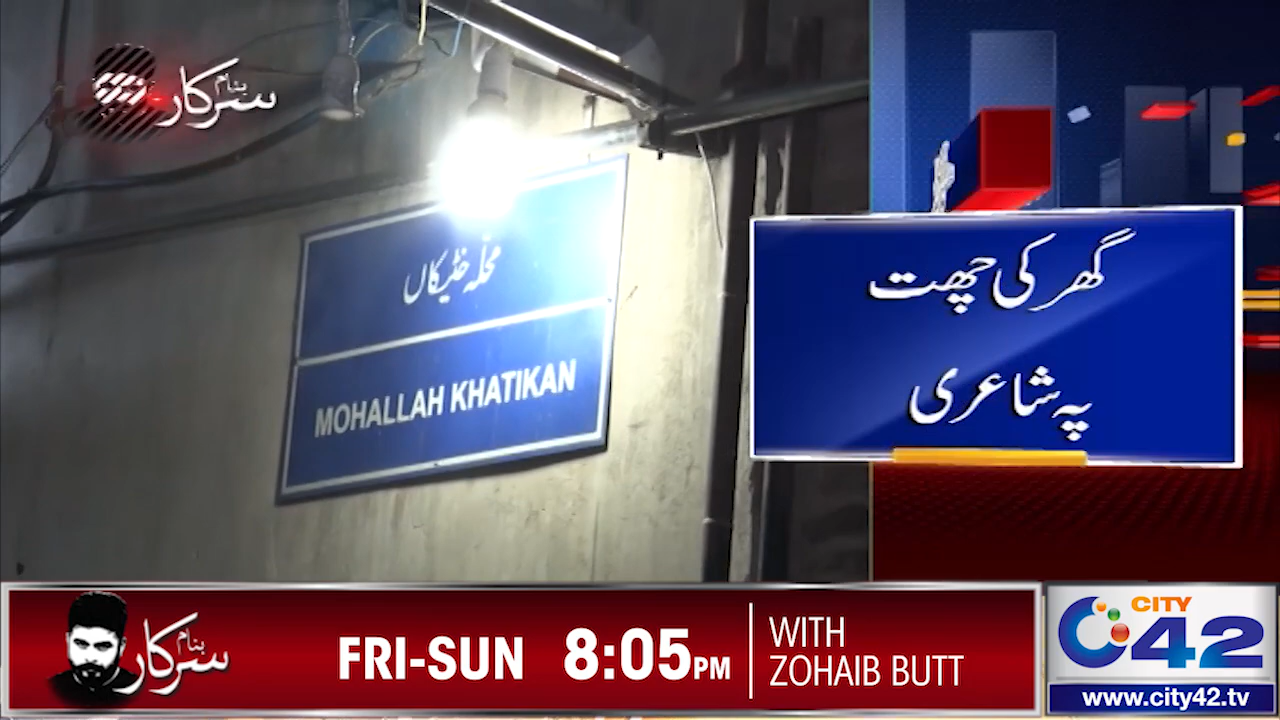 بنام سرکار
محلہ خٹیکاں
MOHALLAH KHATIKAN
گھر کی چھت
پہ شاعری
بنام سرکار
FRI-SUN 8:05PM
WITH
ZOHAIB BUTT
CITY
42
www.city42.tv